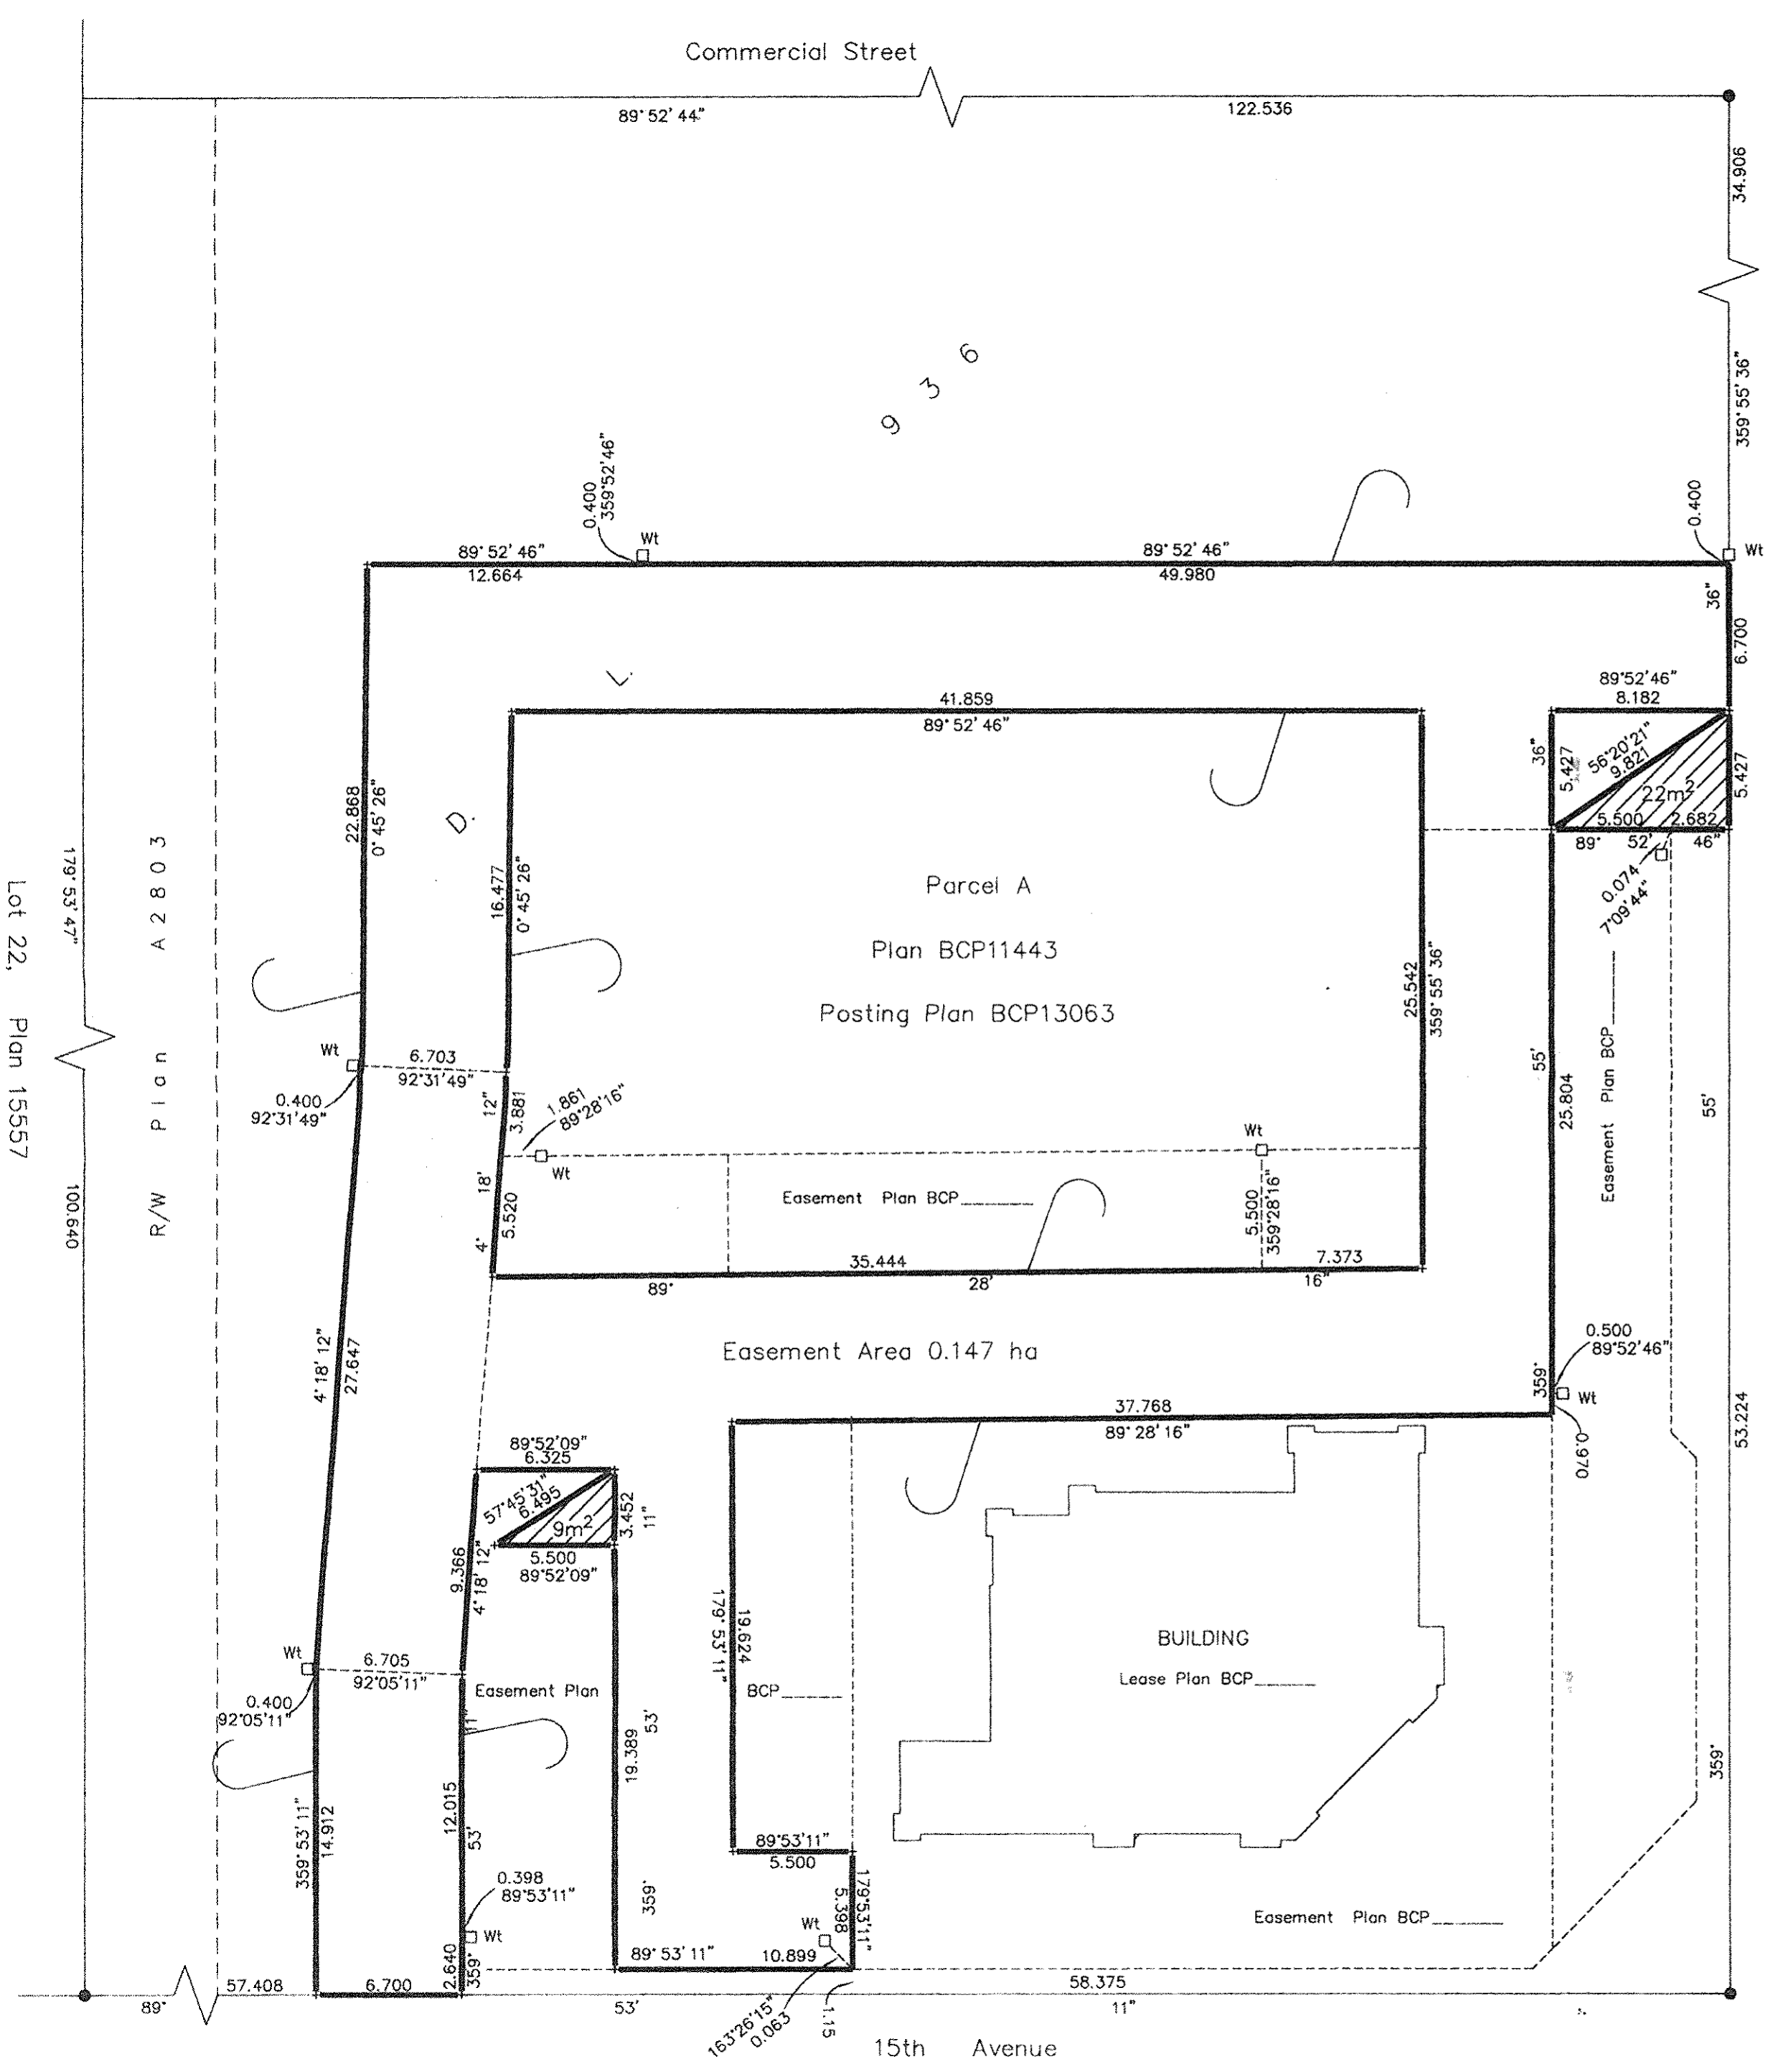 Commercial Street
89° 52' 44"
122.536
34.906
359° 55' 36"
9 3 6
0.400
359°52'46"
Wt
0.400
Wt
89° 52' 46"
12.664
89° 52' 46"
49.980
36"
6.700
89°52'46"
8.182
41.859
89° 52' 46"
D. L.
36"
5.427
56°20'21"
9.821
22m²
5.427
5.500
2.682
89° 52' 46"
0.074
7°09'44"
22.868
0° 45' 26"
16.477
0° 45' 26"
Parcel A
Plan BCP11443
Posting Plan BCP13063
25.542
359° 55' 36"
179° 53'47"
Lot 22, Plan 15557
100.640
R/W Plan A2803
Wt
6.703
92°31'49"
0.400
92°31'49"
12"
3.881
1.861
89°28'16"
Wt
Wt
18'
5.520
4°
Easement Plan BCP______
5.500
359°28'16"
35.444
7.373
89° 28' 16"
55'
25.804
359°
Easement Plan BCP______
55'
53.224
359°
4° 18' 12"
27.647
Easement Area 0.147 ha
0.500
89°52'46"
Wt
0.970
37.768
89° 28' 16"
89°52'09"
6.325
57°45'31"
6.495
9m²
3.452
11"
5.500
89°52'09"
9.366
4° 18' 12"
19.624
179° 53'11"
BUILDING
Lease Plan BCP______
Wt
6.705
92°05'11"
0.400
92°05'11"
Easement Plan
BCP______
11"
53'
19.389
359°
12.015
53'
359° 53' 11"
14.912
0.398
89°53'11"
Wt
2.640
359°
89°53'11"
5.500
5.398
179°53'11"
Wt
89° 53' 11"
10.899
Easement Plan BCP______
57.408
6.700
58.375
89° 53' 11"
163°26'15"
0.063
1.15
15th Avenue